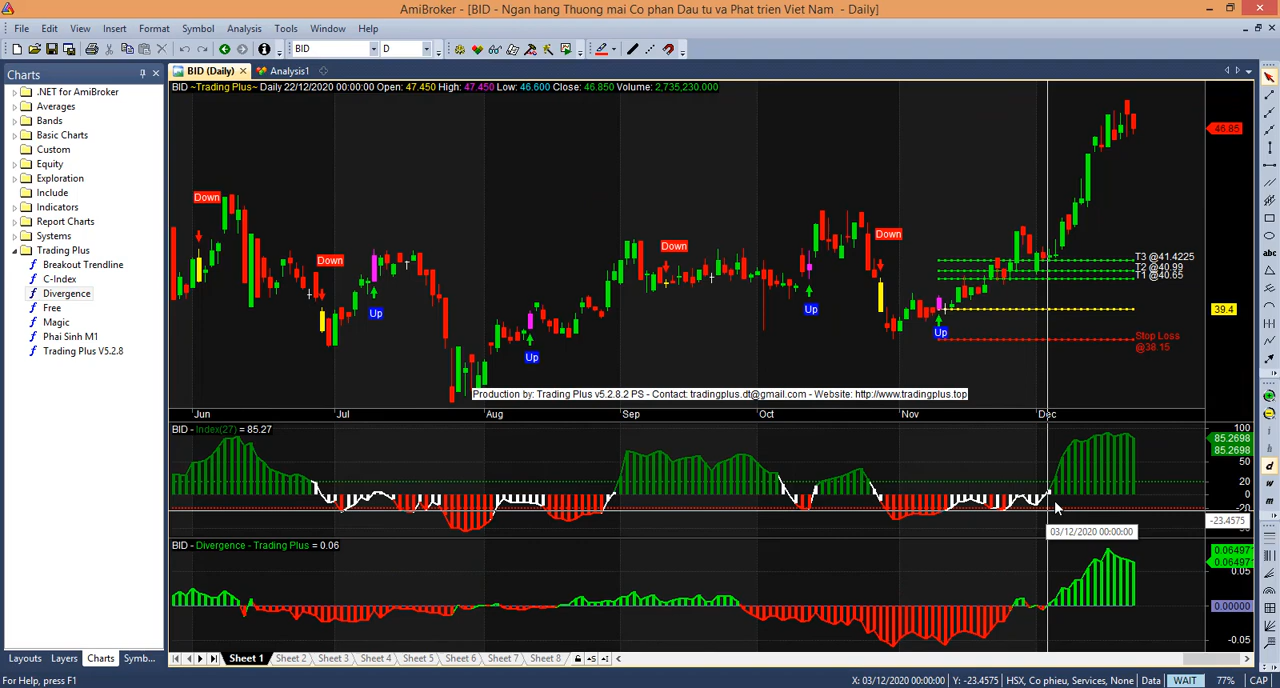 AmiBroker - [BID - Ngan hang Thuong mai Co phan Dau tu va Phat trien Viet Nam - Daily]
File Edit View Insert Format Symbol Analysis Tools Window Help
BID D
Charts
BID (Daily) Analysis1
.NET for AmiBroker
Averages
Bands
Basic Charts
Custom
Equity
Exploration
Include
Indicators
Report Charts
Systems
Trading Plus
Breakout Trendline
C-Index
Divergence
Free
Magic
Phai Sinh M1
Trading Plus V5.2.8
BID ~Trading Plus~ Daily 22/12/2020 00:00:00 Open: 47.450 High: 47.450 Low: 46.600 Close: 46.850 Volume: 2,735,230.000
46.85
Down
Down
Down
Down
T3 @41.4225
T2 @40.99
T1 @40.65
Up
Up
Up
39.4
Up
Stop Loss
@38.15
Production by: Trading Plus v5.2.8.2 PS - Contact: tradingplus.dt@gmail.com - Website: http://www.tradingplus.top
Jun Jul Aug Sep Oct Nov Dec
BID - Index(27) = 85.27
100
85.2698
85.2698
50
20
0
-20
-23.4575
03/12/2020 00:00:00
BID - Divergence - Trading Plus = 0.06
0.06497
0.06497
0.05
0.00000
-0.05
Layouts Layers Charts Symb...
Sheet 1 Sheet 2 Sheet 3 Sheet 4 Sheet 5 Sheet 6 Sheet 7 Sheet 8
abc
d
w
m
For Help, press F1
X: 03/12/2020 00:00:00 Y: -23.4575 HSX, Co phieu, Services, None Data WAIT 77% CAP